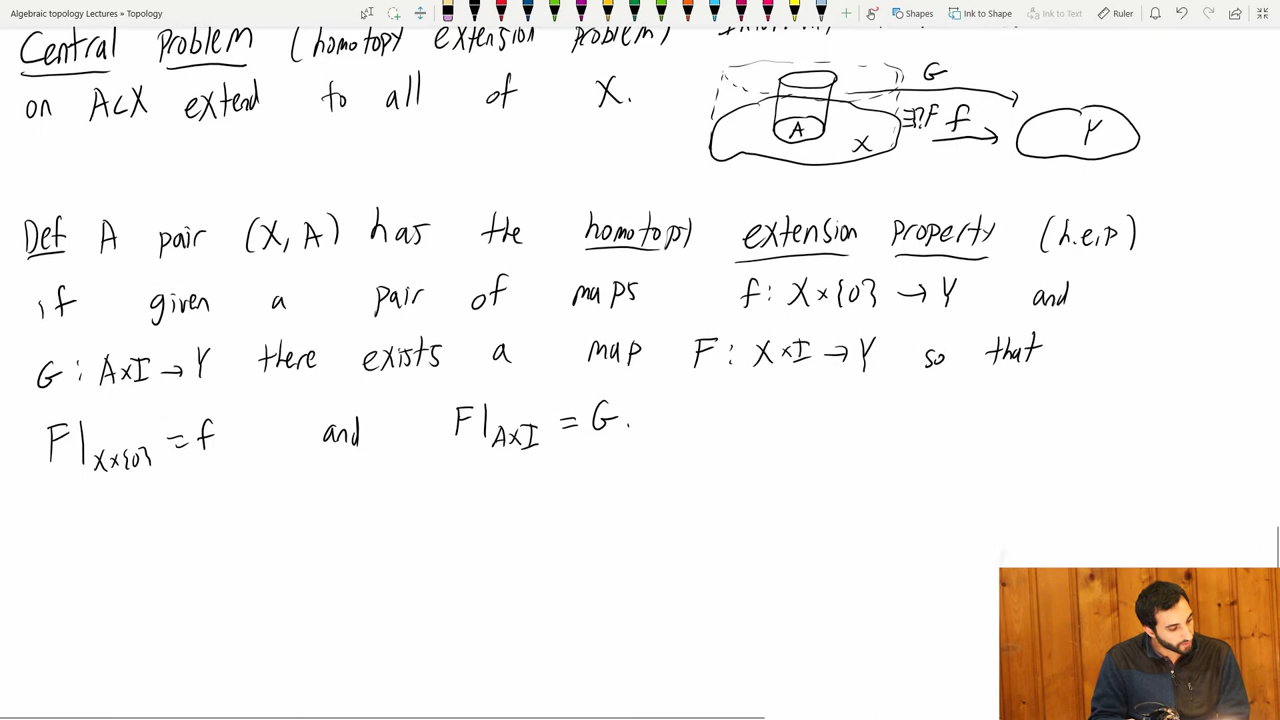 Algebraic topology Lectures » Topology
Shapes
Ink to Shape
Ink to Text
Ruler
Central Problem (homotopy extension problem)
on A⊂X extend to all of X.
G
∃?F f
A
X
Y
Def A pair (X, A) has the homotopy extension property (h.e.p)
if given a pair of maps f: X×{0} → Y and
G: A×I → Y there exists a map F: X×I → Y so that
F|X×{0} = f and F|A×I = G.